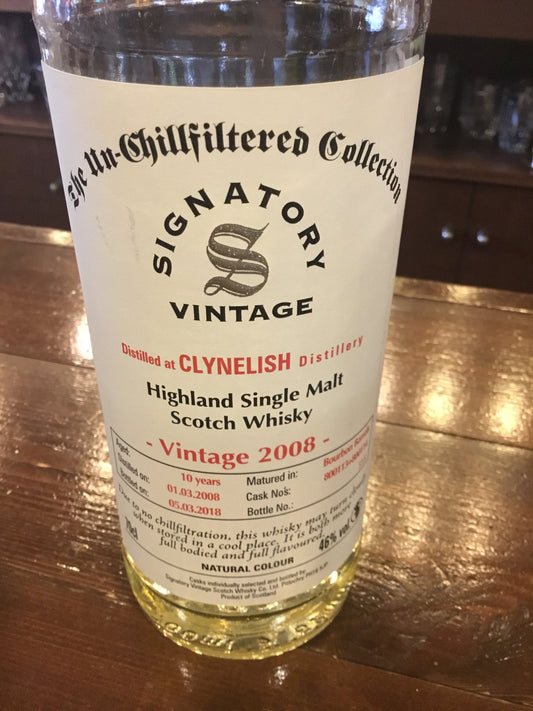 The Un-Chillfiltered Collection
SIGNATORY
S
VINTAGE
Distilled at CLYNELISH Distillery
Highland Single Malt
Scotch Whisky
- Vintage 2008 -
Aged: 10 years Matured in: Bourbon
Distilled on: 01.03.2008 Cask No's:
Bottled on: 05.03.2018 Bottle No.:
Due to no chillfiltration, this whisky may turn cloudy
when stored in a cool place. It is both more
full bodied and full flavoured.
70cl 46% vol
NATURAL COLOUR
Casks individually selected and bottled by
Signatory Vintage Scotch Whisky Co. Ltd. Pitlochry PH16 5JP
Product of Scotland